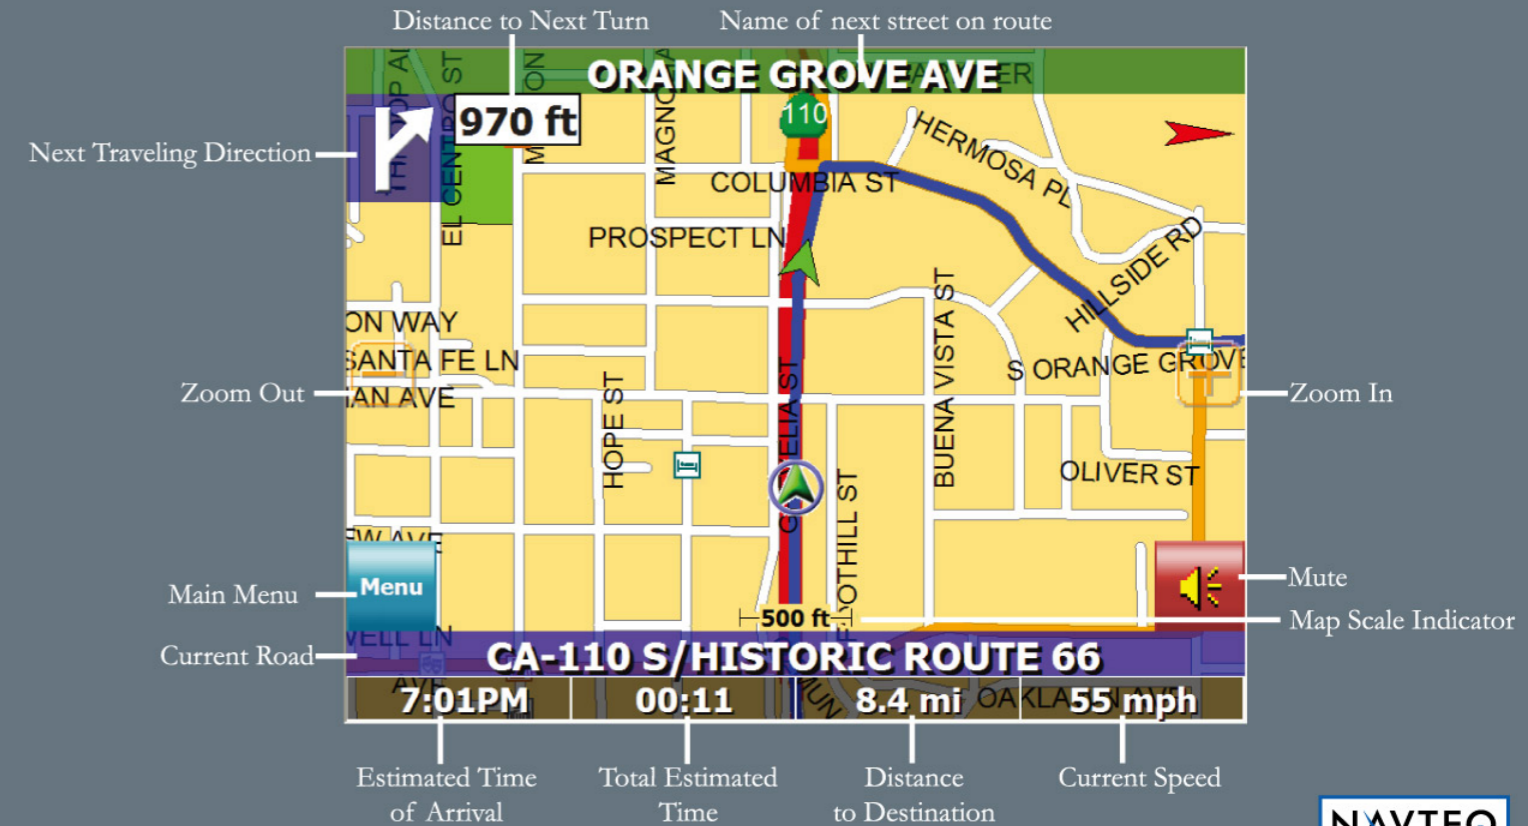 Distance to Next Turn
Name of next street on route
ORANGE GROVE AVE
970 ft
110
HERMOSA PL
Next Traveling Direction
EL CENTRO ST
COLUMBIA ST
PROSPECT LN
HILLSIDE RD
ON WAY
SANTA FE LN
S ORANGE GROVE
Zoom Out
Zoom In
AN AVE
HOPE ST
BUENA VISTA ST
OLIVER ST
Menu
Main Menu
Mute
500 ft
Map Scale Indicator
Current Road
CA-110 S/HISTORIC ROUTE 66
AVE
7:01PM
00:11
8.4 mi
55 mph
Estimated Time
of Arrival
Total Estimated
Time
Distance
to Destination
Current Speed
NAVTEQ